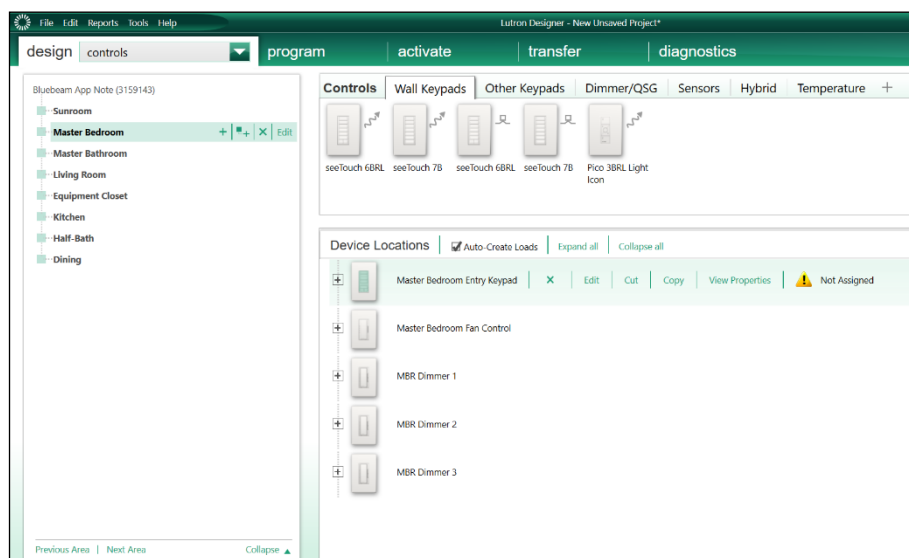 File Edit Reports Tools Help
Lutron Designer - New Unsaved Project*
design controls program activate transfer diagnostics
Bluebeam App Note (3159143)
Sunroom
Master Bedroom + + X Edit
Master Bathroom
Living Room
Equipment Closet
Kitchen
Half-Bath
Dining
Previous Area | Next Area Collapse
Controls Wall Keypads Other Keypads Dimmer/QSG Sensors Hybrid Temperature +
seeTouch 6BRL seeTouch 7B seeTouch 6BRL seeTouch 7B Pico 3BRL Light
Icon
Device Locations Auto-Create Loads Expand all Collapse all
Master Bedroom Entry Keypad X Edit Cut Copy View Properties Not Assigned
Master Bedroom Fan Control
MBR Dimmer 1
MBR Dimmer 2
MBR Dimmer 3